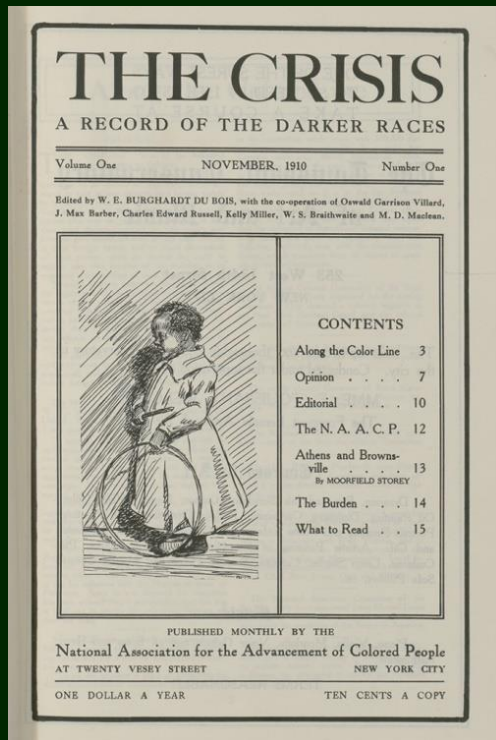 THE CRISIS
A RECORD OF THE DARKER RACES
Volume One NOVEMBER, 1910 Number One
Edited by W. E. BURGHARDT DU BOIS, with the co-operation of Oswald Garrison Villard,
J. Max Barber, Charles Edward Russell, Kelly Miller, W. S. Braithwaite and M. D. Maclean.
CONTENTS
Along the Color Line 3
Opinion . . . . 7
Editorial . . . . 10
The N. A. A. C. P. 12
Athens and Browns-
ville . . . . 13
By MOORFIELD STOREY
The Burden . . . 14
What to Read . . 15
PUBLISHED MONTHLY BY THE
National Association for the Advancement of Colored People
AT TWENTY VESEY STREET NEW YORK CITY
ONE DOLLAR A YEAR TEN CENTS A COPY